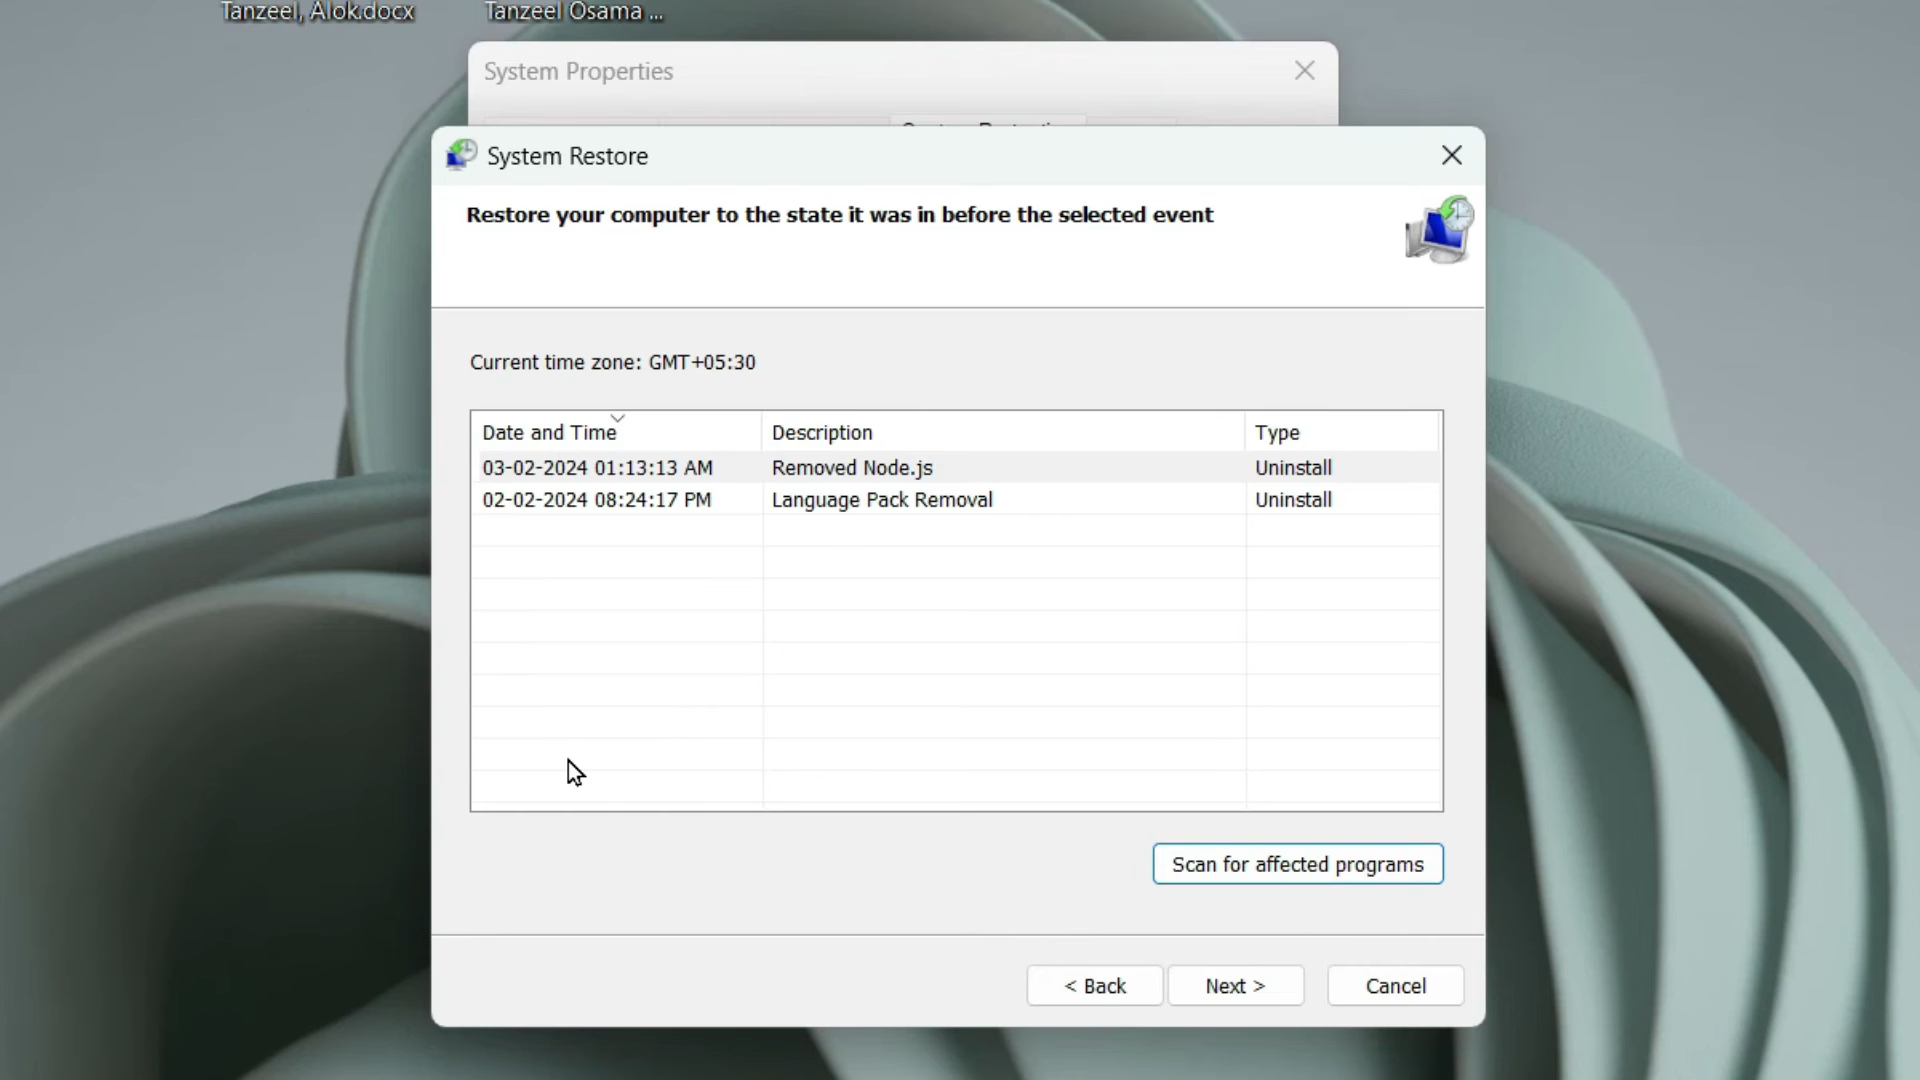 Tanzeel, Alok.docx
Tanzeel Osama ...
System Properties
System Restore
Restore your computer to the state it was in before the selected event
Current time zone: GMT+05:30
Date and Time Description Type
03-02-2024 01:13:13 AM Removed Node.js Uninstall
02-02-2024 08:24:17 PM Language Pack Removal Uninstall
Scan for affected programs
< Back Next > Cancel